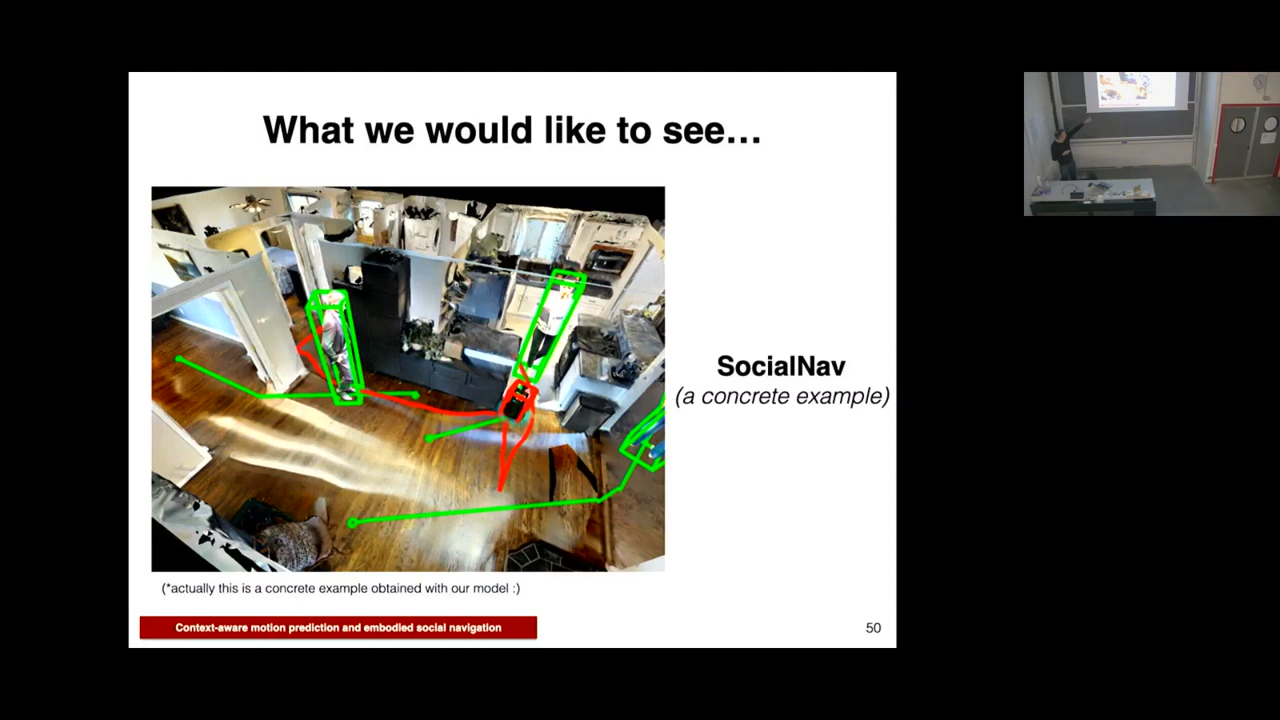 What we would like to see…
SocialNav
(a concrete example)
(*actually this is a concrete example obtained with our model :)
Context-aware motion prediction and embodied social navigation
50